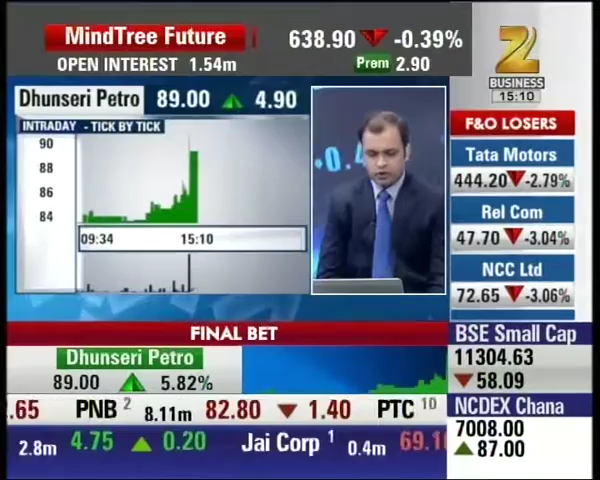 MindTree Future
638.90 -0.39%
OPEN INTEREST 1.54m
Prem 2.90
BUSINESS
15:10
Dhunseri Petro 89.00 4.90
INTRADAY - TICK BY TICK
90
88
86
84
09:34 15:10
F&O LOSERS
Tata Motors
444.20 -2.79%
Rel Com
47.70 -3.04%
NCC Ltd
72.65 -3.06%
FINAL BET
Dhunseri Petro
89.00 5.82%
BSE Small Cap
11304.63
58.09
.65 PNB 2 8.11m 82.80 1.40 PTC 10
NCDEX Chana
7008.00
87.00
2.8m 4.75 0.20 Jai Corp 1 0.4m